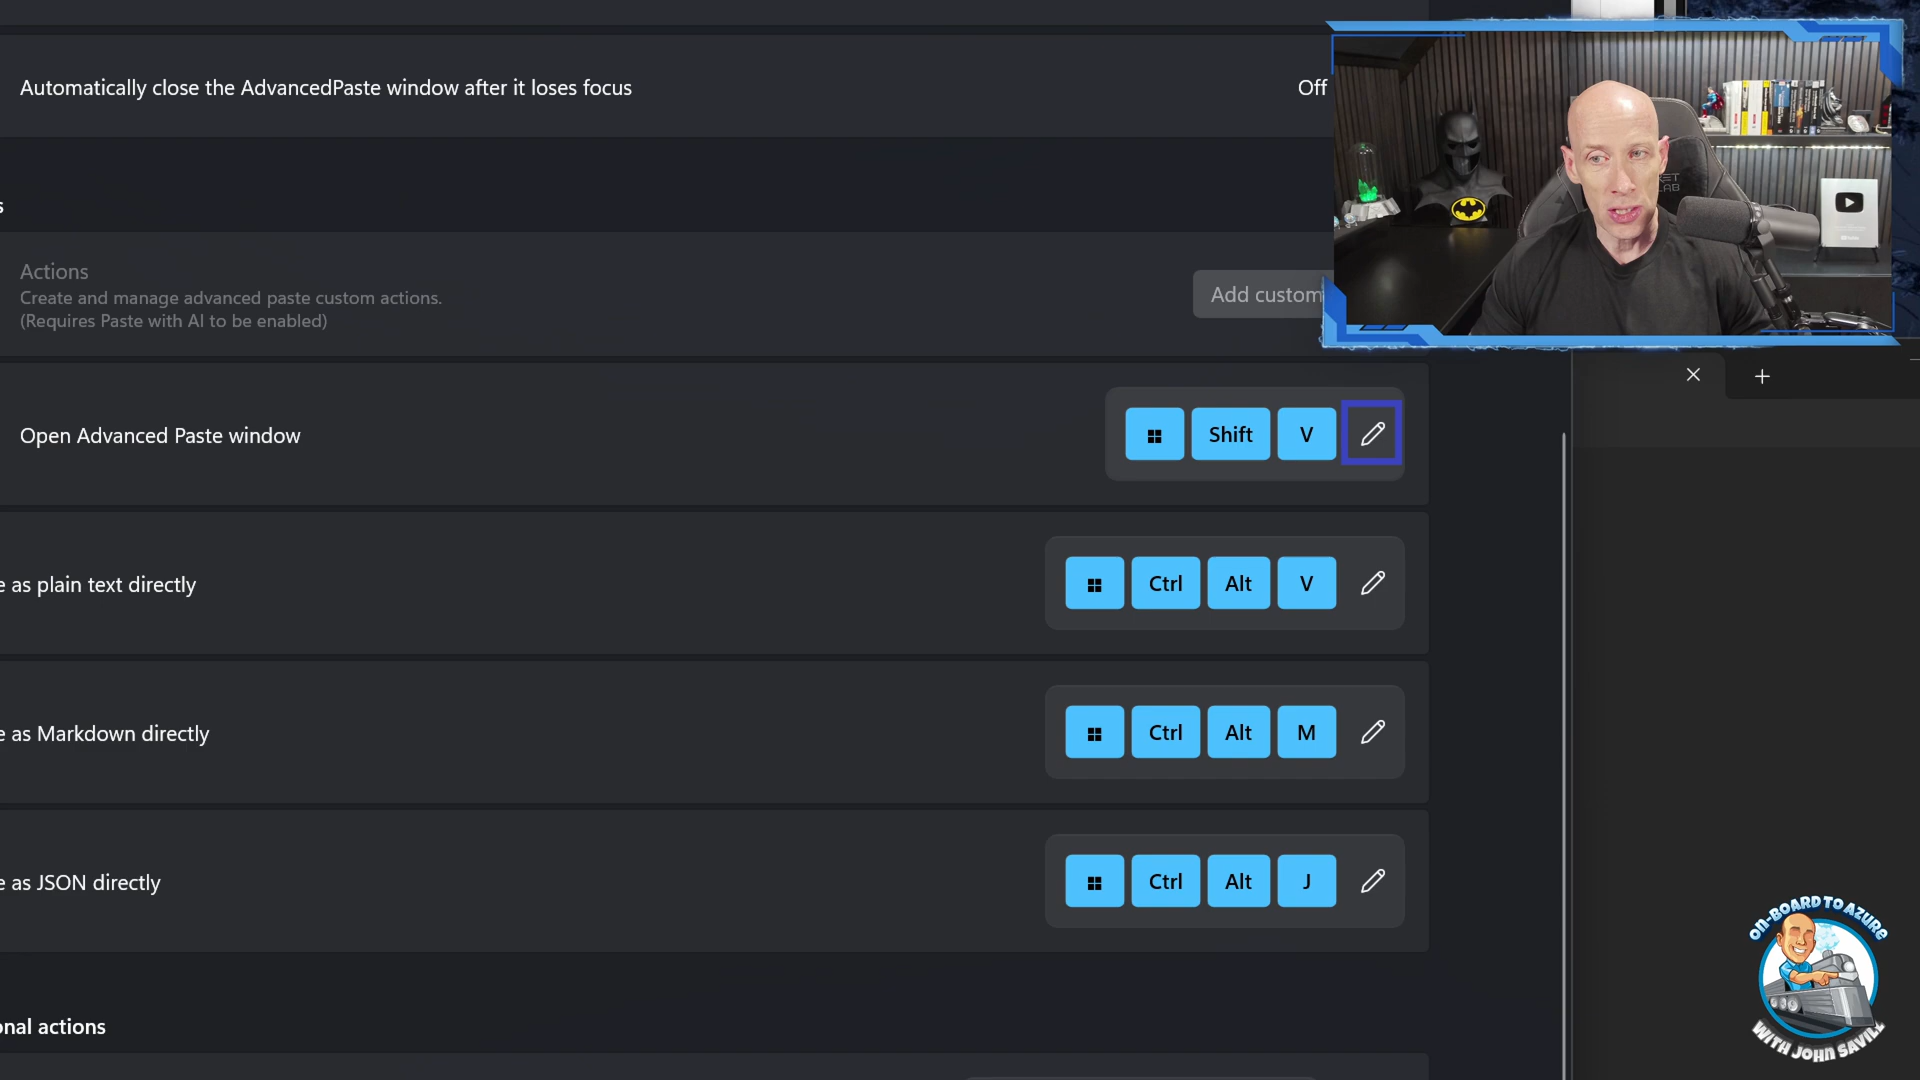 Automatically close the AdvancedPaste window after it loses focus
Off
s
Actions
Create and manage advanced paste custom actions.
(Requires Paste with AI to be enabled)
Add custom
Open Advanced Paste window
Shift
V
e as plain text directly
Ctrl
Alt
V
e as Markdown directly
Ctrl
Alt
M
e as JSON directly
Ctrl
Alt
J
onal actions
ON-BOARD TO AZURE
WITH JOHN SAVILL